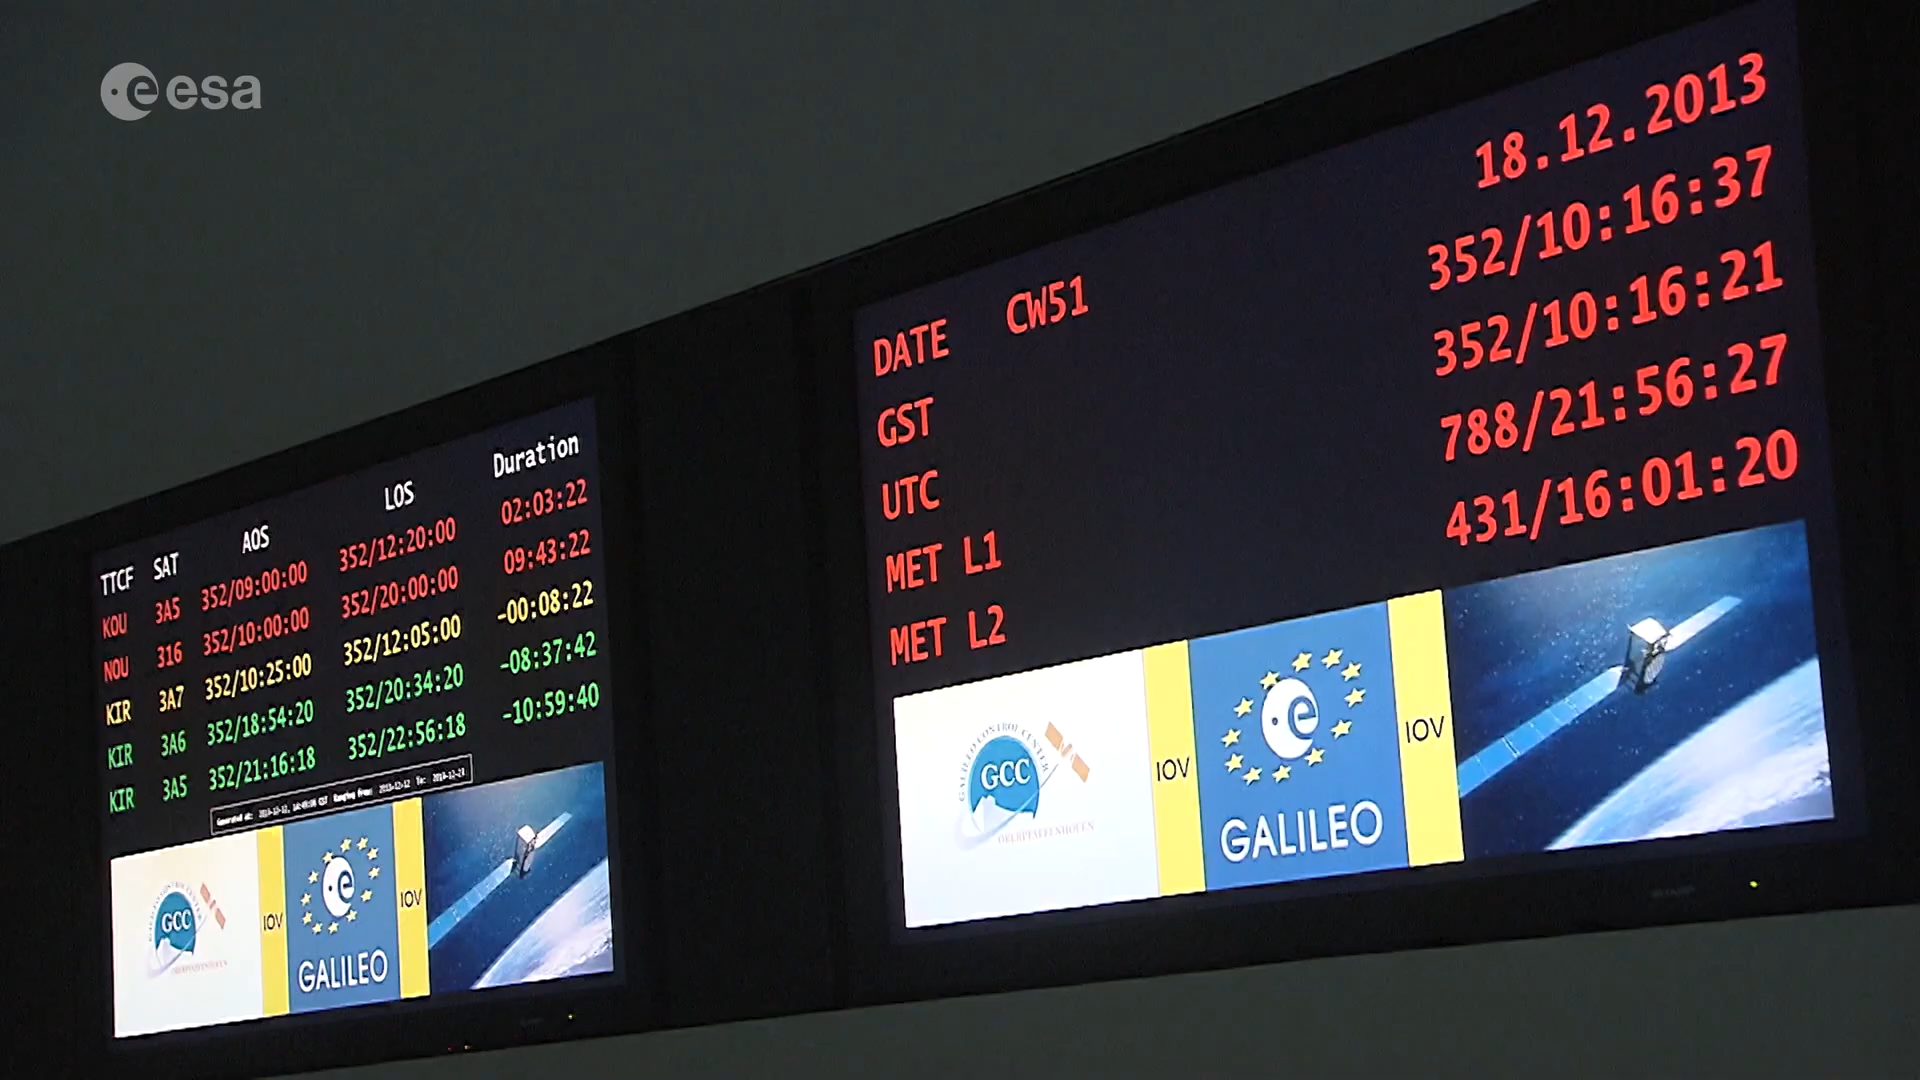 esa
TTCF SAT AOS LOS Duration
KOU 3A5 352/09:00:00 352/12:20:00 02:03:22
NOU 316 352/10:00:00 352/20:00:00 09:43:22
KIR 3A7 352/10:25:00 352/12:05:00 -00:08:22
KIR 3A6 352/18:54:20 352/20:34:20 -08:37:42
KIR 3A5 352/21:16:18 352/22:56:18 -10:59:40
GCC
IOV
GALILEO
IOV
DATE CW51 18.12.2013
GST 352/10:16:37
UTC 352/10:16:21
MET L1 788/21:56:27
MET L2 431/16:01:20
GALILEO CONTROL CENTER
GCC
OBERPFAFFENHOFEN
IOV
GALILEO
IOV